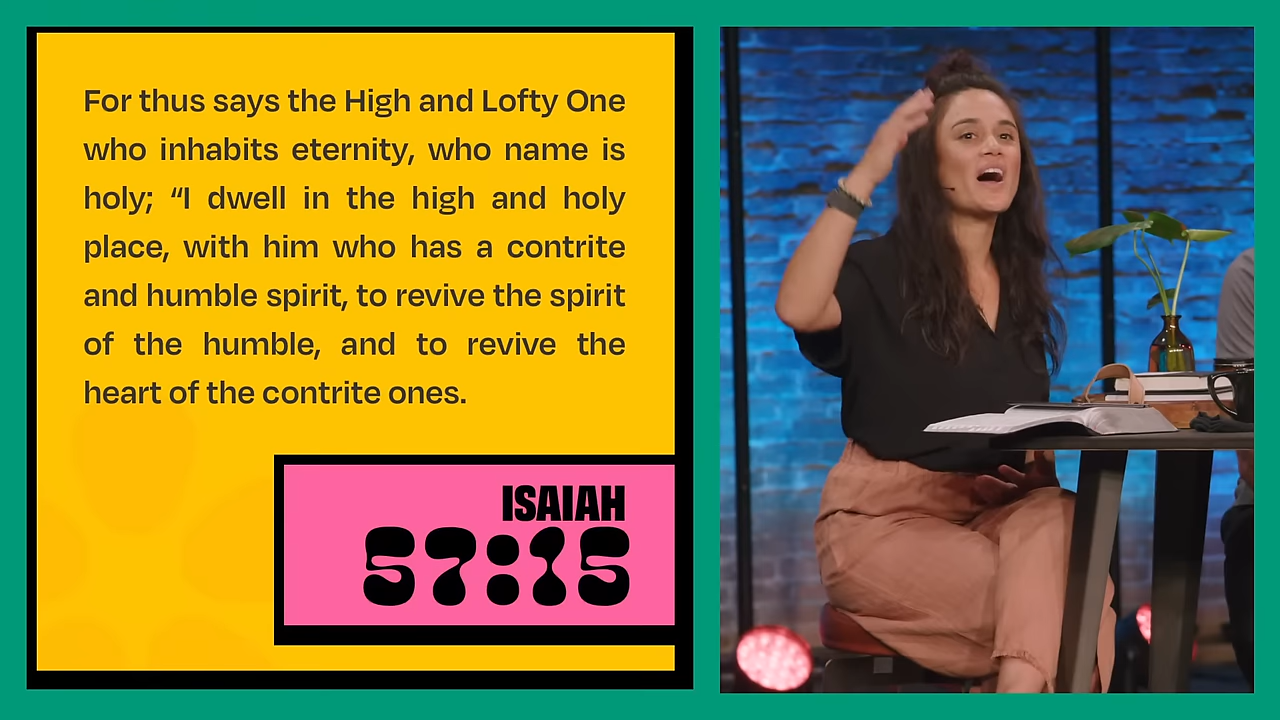 For thus says the High and Lofty One
who inhabits eternity, who name is
holy; “I dwell in the high and holy
place, with him who has a contrite
and humble spirit, to revive the spirit
of the humble, and to revive the
heart of the contrite ones.
ISAIAH
57:15